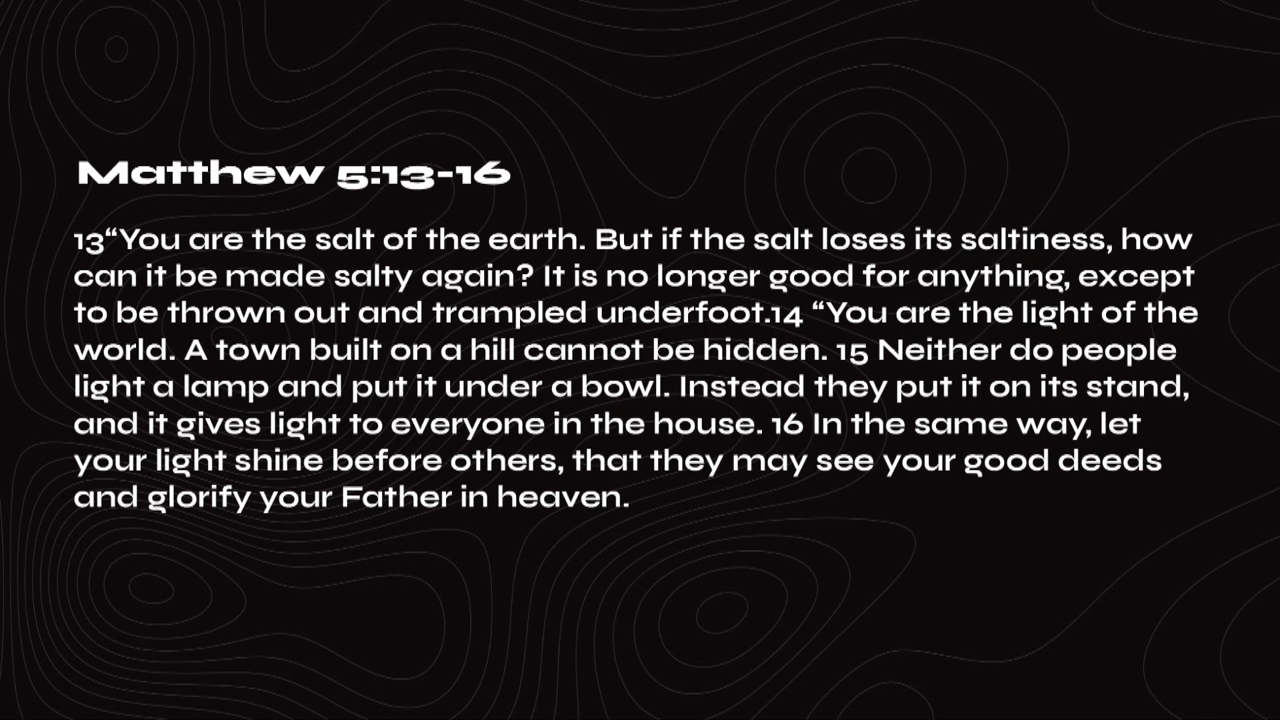 Matthew 5:13-16
13“You are the salt of the earth. But if the salt loses its saltiness, how
can it be made salty again? It is no longer good for anything, except
to be thrown out and trampled underfoot.14 “You are the light of the
world. A town built on a hill cannot be hidden. 15 Neither do people
light a lamp and put it under a bowl. Instead they put it on its stand,
and it gives light to everyone in the house. 16 In the same way, let
your light shine before others, that they may see your good deeds
and glorify your Father in heaven.